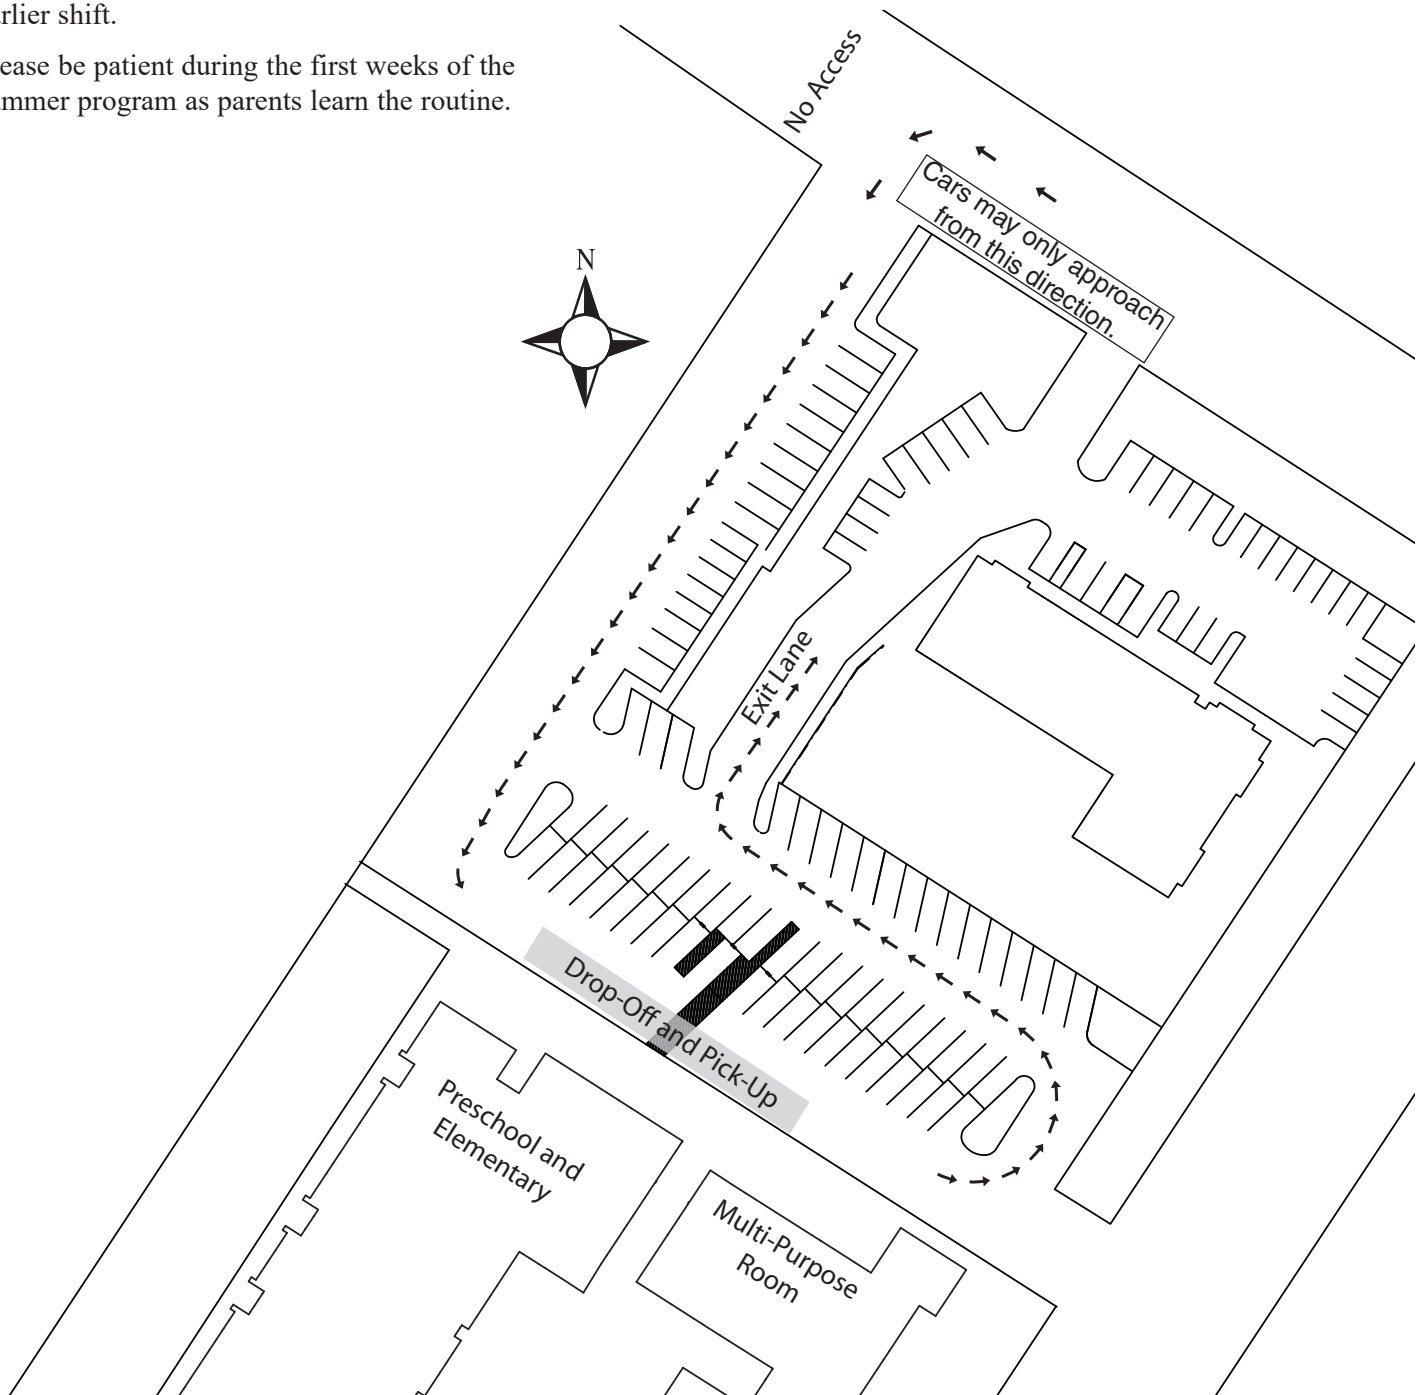 rlier shift.
ease be patient during the first weeks of the
mmer program as parents learn the routine.
No Access
Cars may only approach
from this direction.
N
Exit Lane
Drop-Off and Pick-Up
Preschool and
Elementary
Multi-Purpose
Room